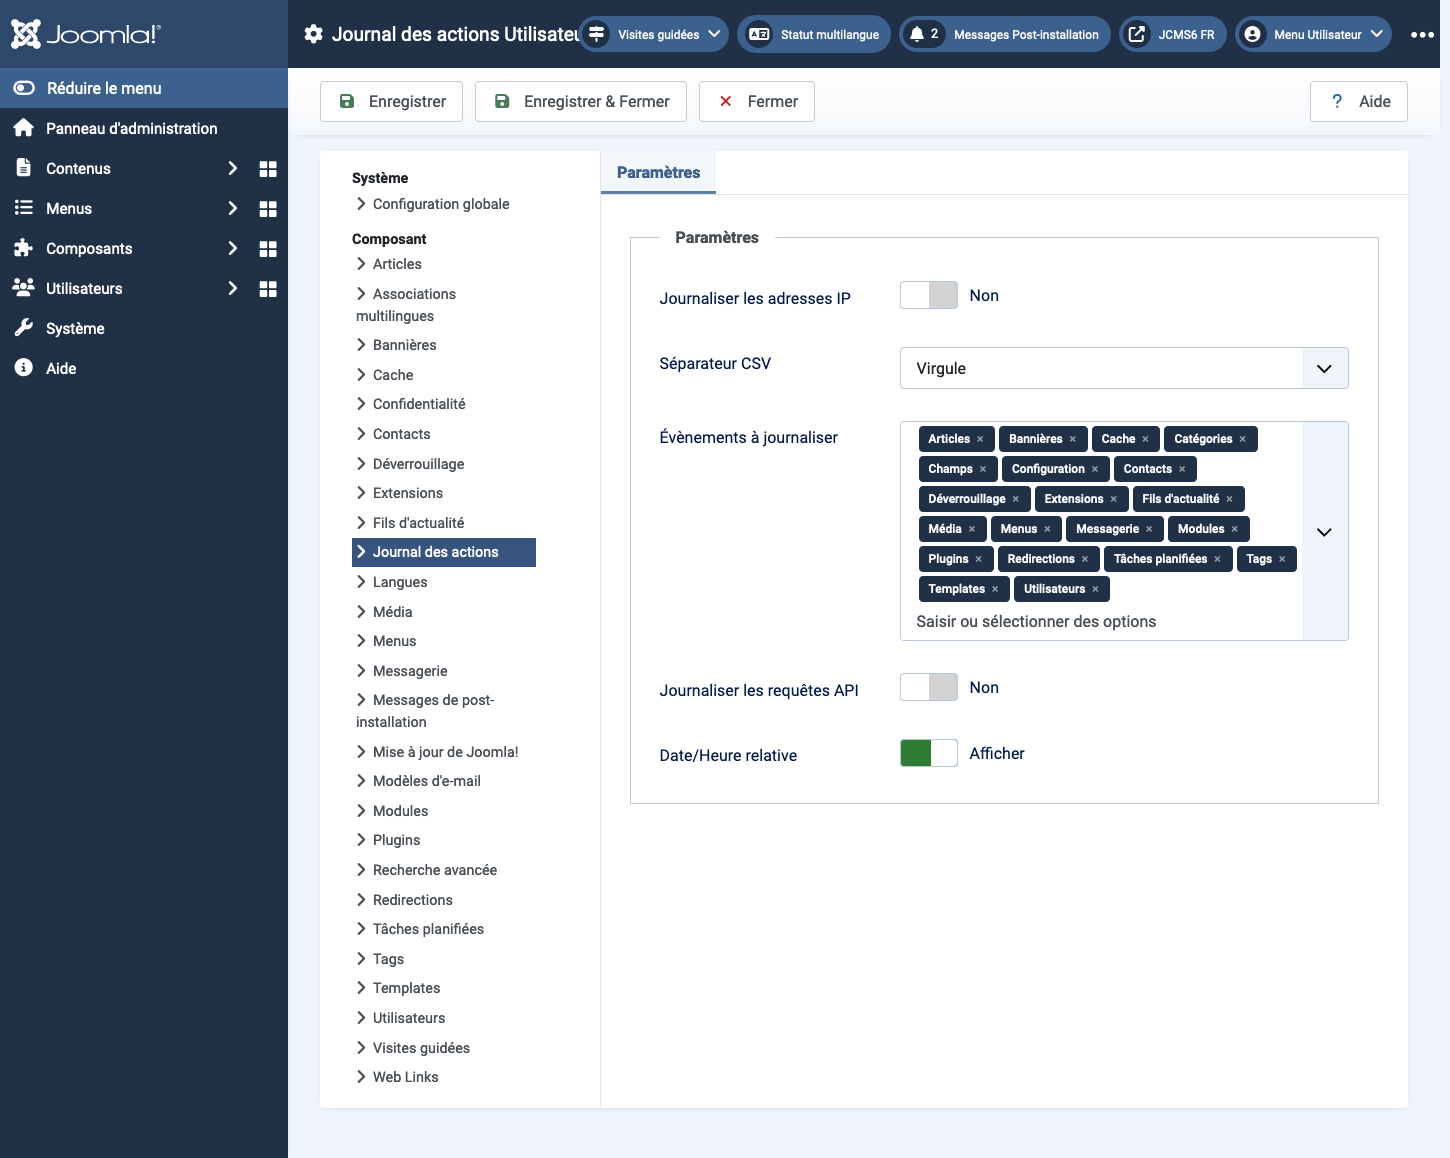 Joomla!
Journal des actions Utilisateu
Visites guidées
Statut multilangue
2 Messages Post-installation
JCMS6 FR
Menu Utilisateur
Réduire le menu
Panneau d'administration
Contenus
Menus
Composants
Utilisateurs
Système
Aide
Enregistrer
Enregistrer & Fermer
Fermer
? Aide
Système
Configuration globale
Composant
Articles
Associations
multilingues
Bannières
Cache
Confidentialité
Contacts
Déverrouillage
Extensions
Fils d'actualité
Journal des actions
Langues
Média
Menus
Messagerie
Messages de post-
installation
Mise à jour de Joomla!
Modèles d'e-mail
Modules
Plugins
Recherche avancée
Redirections
Tâches planifiées
Tags
Templates
Utilisateurs
Visites guidées
Web Links
Paramètres
Paramètres
Journaliser les adresses IP
Non
Séparateur CSV
Virgule
Évènements à journaliser
Articles × Bannières × Cache × Catégories ×
Champs × Configuration × Contacts ×
Déverrouillage × Extensions × Fils d'actualité ×
Média × Menus × Messagerie × Modules ×
Plugins × Redirections × Tâches planifiées × Tags ×
Templates × Utilisateurs ×
Saisir ou sélectionner des options
Journaliser les requêtes API
Non
Date/Heure relative
Afficher